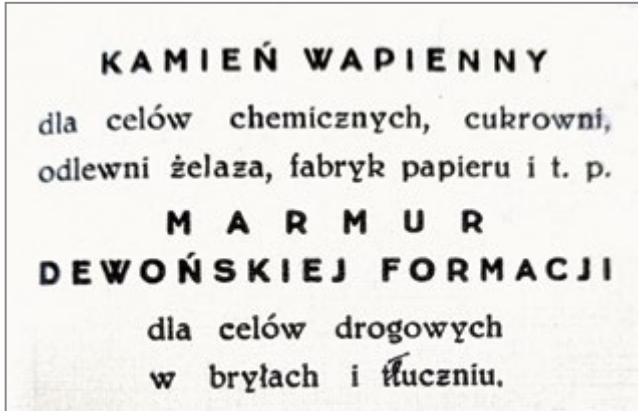 KAMIEŃ WAPIENNY
dla celów chemicznych, cukrowni,
odlewni żelaza, fabryk papieru i t. p.
MARMUR
DEWOŃSKIEJ FORMACJI
dla celów drogowych
w bryłach i tłuczniu.